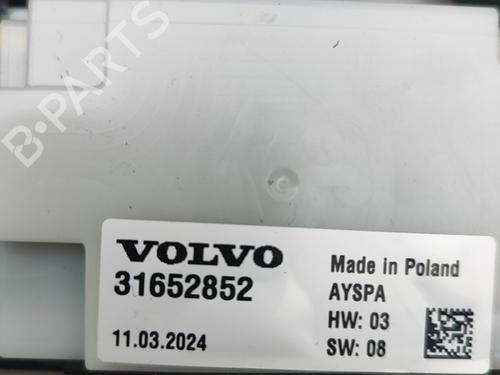 B-PARTS
VOLVO
31652852
11.03.2024
Made in Poland
AYSPA
HW: 03
SW: 08